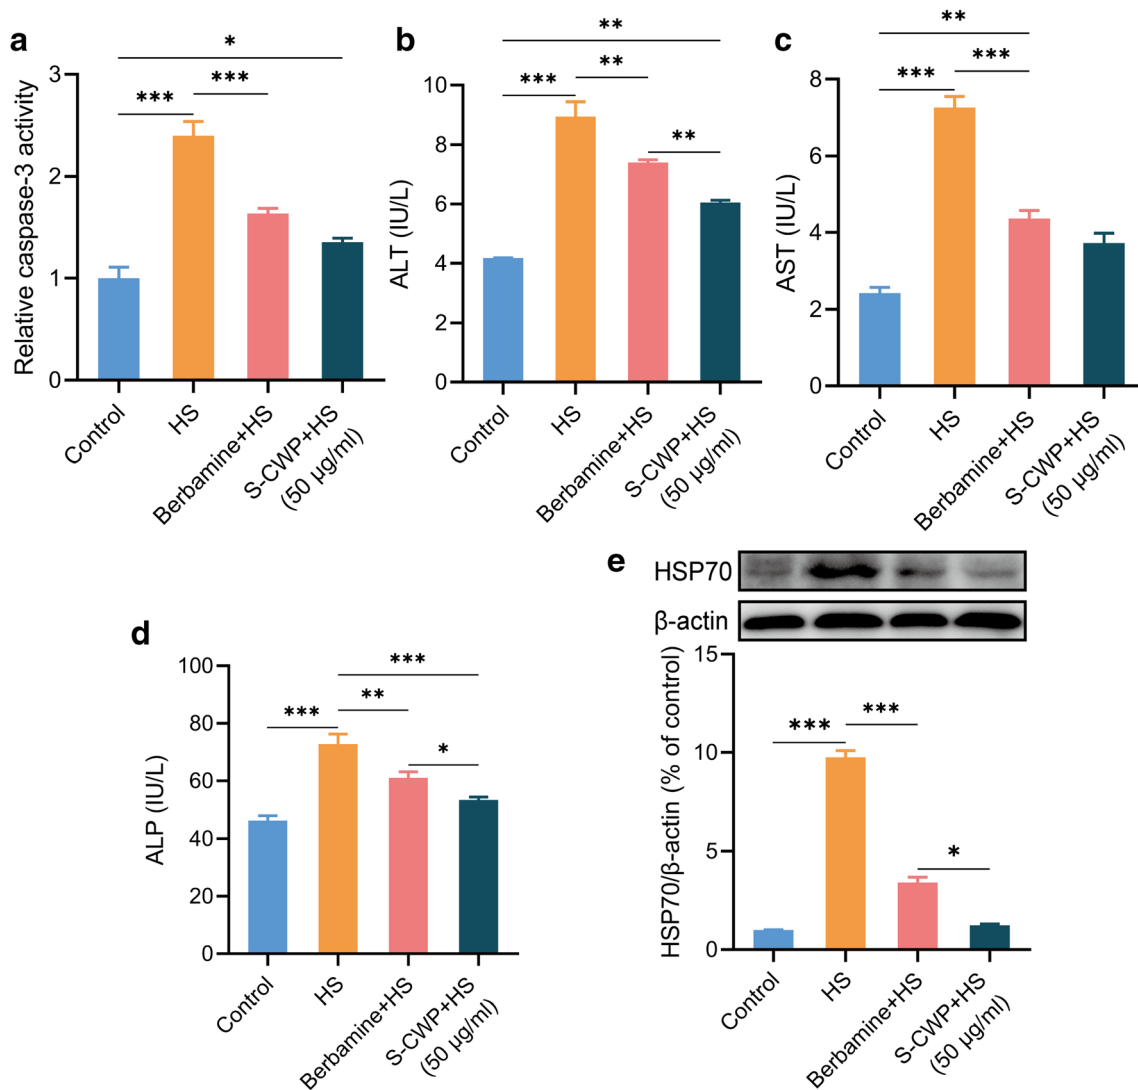 a
*
***
***
Relative caspase-3 activity
3
2
1
0
Control
HS
Berbamine+HS
S-CWP+HS
(50 µg/ml)
b
**
**
***
**
ALT (IU/L)
10
8
6
4
2
0
Control
HS
Berbamine+HS
S-CWP+HS
(50 µg/ml)
c
**
***
***
AST (IU/L)
8
6
4
2
0
Control
HS
Berbamine+HS
S-CWP+HS
(50 µg/ml)
d
***
**
***
*
ALP (IU/L)
100
80
60
40
20
0
Control
HS
Berbamine+HS
S-CWP+HS
(50 µg/ml)
e
HSP70
β-actin
***
***
*
HSP70/β-actin (% of control)
15
10
5
0
Control
HS
Berbamine+HS
S-CWP+HS
(50 µg/ml)